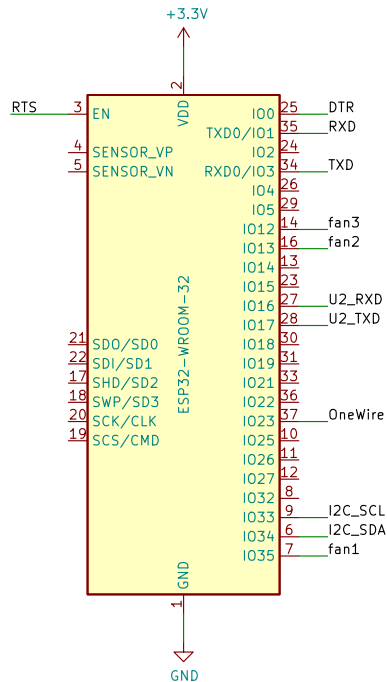 +3.3V
2
VDD
RTS 3 EN IO0 25 DTR
TXD0/IO1 35 RXD
4 SENSOR_VP IO2 24
5 SENSOR_VN RXD0/IO3 34 TXD
IO4 26
IO5 29
IO12 14 fan3
IO13 16 fan2
IO14 13
IO15 23
IO16 27 U2_RXD
IO17 28 U2_TXD
ESP32-WROOM-32
21 SDO/SD0 IO18 30
22 SDI/SD1 IO19 31
17 SHD/SD2 IO21 33
18 SWP/SD3 IO22 36
20 SCK/CLK IO23 37 OneWire
19 SCS/CMD IO25 10
IO26 11
IO27 12
IO32 8
IO33 9 I2C_SCL
IO34 6 I2C_SDA
IO35 7 fan1
GND
1
GND